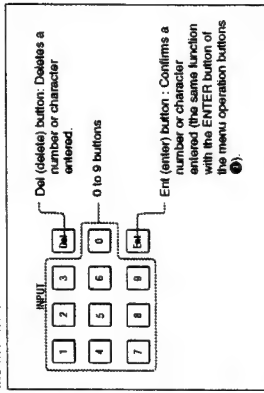 INPUT
1 2 3 Del
4 5 6 0
7 8 9 Ent
Del (delete) button: Deletes a
number or character
entered.
0 to 9 buttons
Ent (enter) button : Confirms a
number or character
entered (the same function
with the ENTER button of
the menu operation buttons
❶).